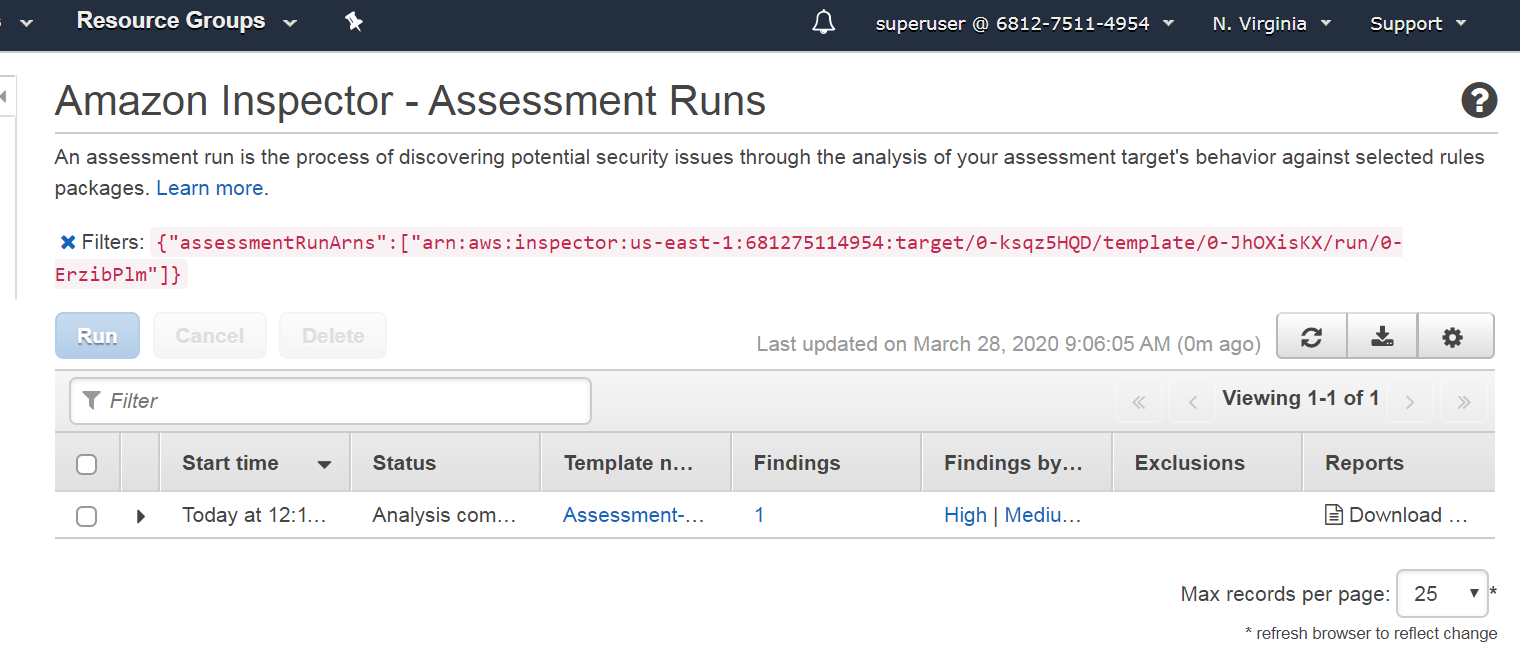 Resource Groups
superuser @ 6812-7511-4954
N. Virginia
Support
Amazon Inspector - Assessment Runs
?
An assessment run is the process of discovering potential security issues through the analysis of your assessment target's behavior against selected rules
packages. Learn more.
Filters: {"assessmentRunArns":["arn:aws:inspector:us-east-1:681275114954:target/0-ksqz5HQD/template/0-JhOXisKX/run/0-
ErzibPlm"]}
Run Cancel Delete
Last updated on March 28, 2020 9:06:05 AM (0m ago)
Filter
« ‹ Viewing 1-1 of 1 › »
Start time Status Template n... Findings Findings by... Exclusions Reports
Today at 12:1... Analysis com... Assessment-... 1 High | Mediu... Download ...
Max records per page: 25 *
* refresh browser to reflect change